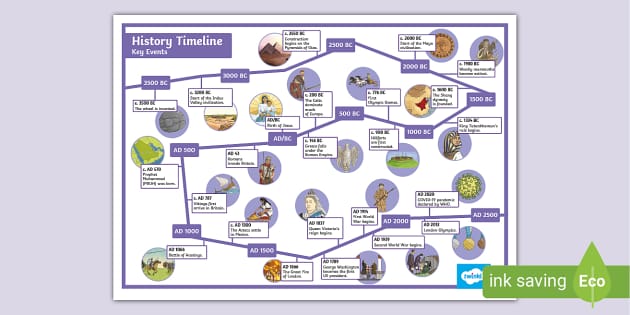 History Timeline
Key Events
3500 BC
c. 3500 BC
The wheel is invented.
3000 BC
c. 3200 BC
Start of the Indus
Valley civilization.
c. 2550 BC
Construction
begins on the
Pyramids of Giza.
2500 BC
c. 2000 BC
Start of the Maya
civilization.
2000 BC
c. 1900 BC
Woolly mammoths
become extinct.
c. 1600 BC
The Shang
dynasty
is founded.
1500 BC
c. 1334 BC
King Tutankhamun's
rule begins.
1000 BC
c. 776 BC
First
Olympic Games.
500 BC
Hillforts
are first
constructed.
c. 200 BC
The Celts
dominate
much of
Europe.
c. 146 BC
Greece falls
under the
Roman Empire.
AD/BC
Birth of Jesus.
AD/BC
AD 43
Romans
invade Britain.
AD 500
c. AD 570
Prophet
Muhammad
(PBUH) was born.
AD 787
Vikings first
arrive in Britain.
AD 1000
AD 1066
Battle of Hastings.
c. AD 1300
The Aztecs settle
in Mexico.
AD 1500
AD 1666
The Great Fire
of London.
AD 1789
George Washington
becomes the first
US president.
AD 1837
Queen Victoria's
reign begins.
AD 1914
First World
War begins.
AD 1939
Second World War begins.
AD 2000
AD 2012
London Olympics.
AD 2020
COVID-19 pandemic
declared by WHO.
AD 2500
twinkl
ink saving
Eco